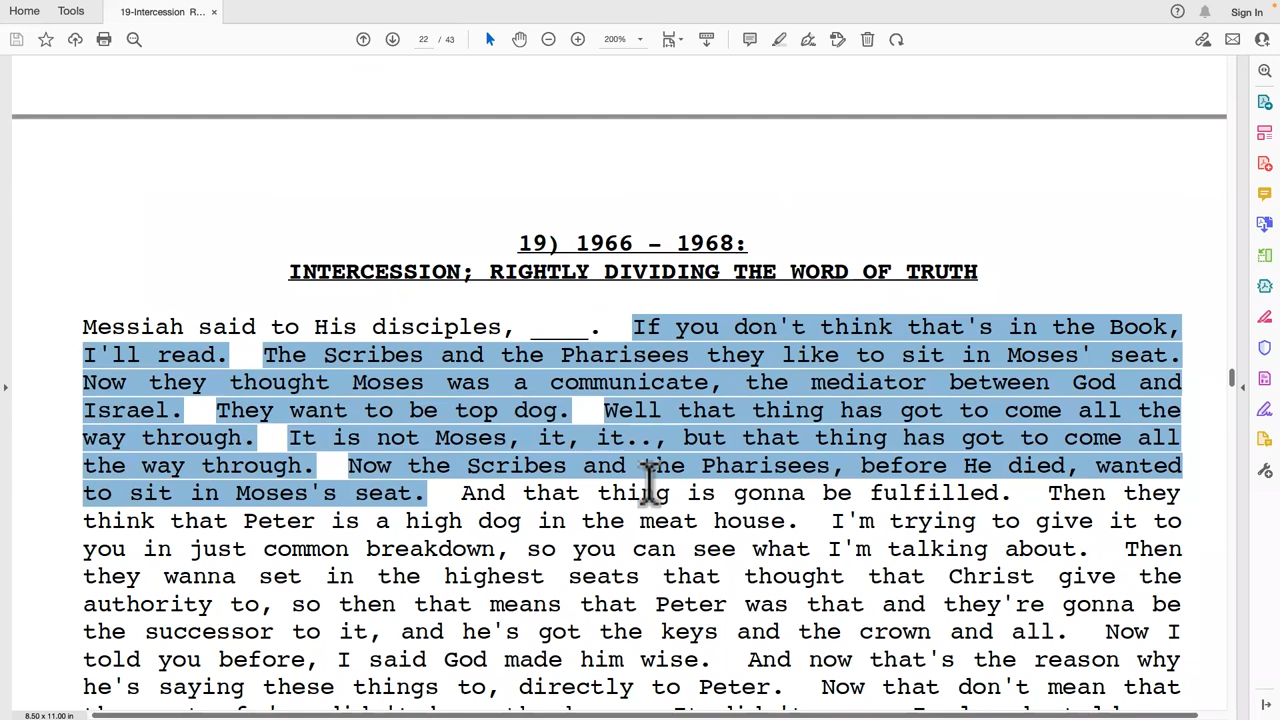 Home Tools 19-Intercession R... × Sign In
22 / 43 200%
19) 1966 – 1968:
INTERCESSION; RIGHTLY DIVIDING THE WORD OF TRUTH
Messiah said to His disciples, ____. If you don't think that's in the Book,
I'll read. The Scribes and the Pharisees they like to sit in Moses' seat.
Now they thought Moses was a communicate, the mediator between God and
Israel. They want to be top dog. Well that thing has got to come all the
way through. It is not Moses, it, it.., but that thing has got to come all
the way through. Now the Scribes and the Pharisees, before He died, wanted
to sit in Moses's seat. And that thing is gonna be fulfilled. Then they
think that Peter is a high dog in the meat house. I'm trying to give it to
you in just common breakdown, so you can see what I'm talking about. Then
they wanna set in the highest seats that thought that Christ give the
authority to, so then that means that Peter was that and they're gonna be
the successor to it, and he's got the keys and the crown and all. Now I
told you before, I said God made him wise. And now that's the reason why
he's saying these things to, directly to Peter. Now that don't mean that
8.50 x 11.00 in